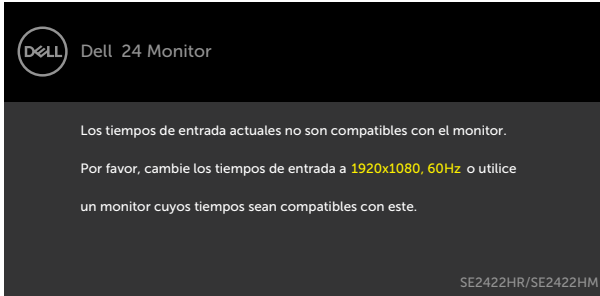 DELL
Dell 24 Monitor
Los tiempos de entrada actuales no son compatibles con el monitor.
Por favor, cambie los tiempos de entrada a 1920x1080, 60Hz o utilice
un monitor cuyos tiempos sean compatibles con este.
SE2422HR/SE2422HM